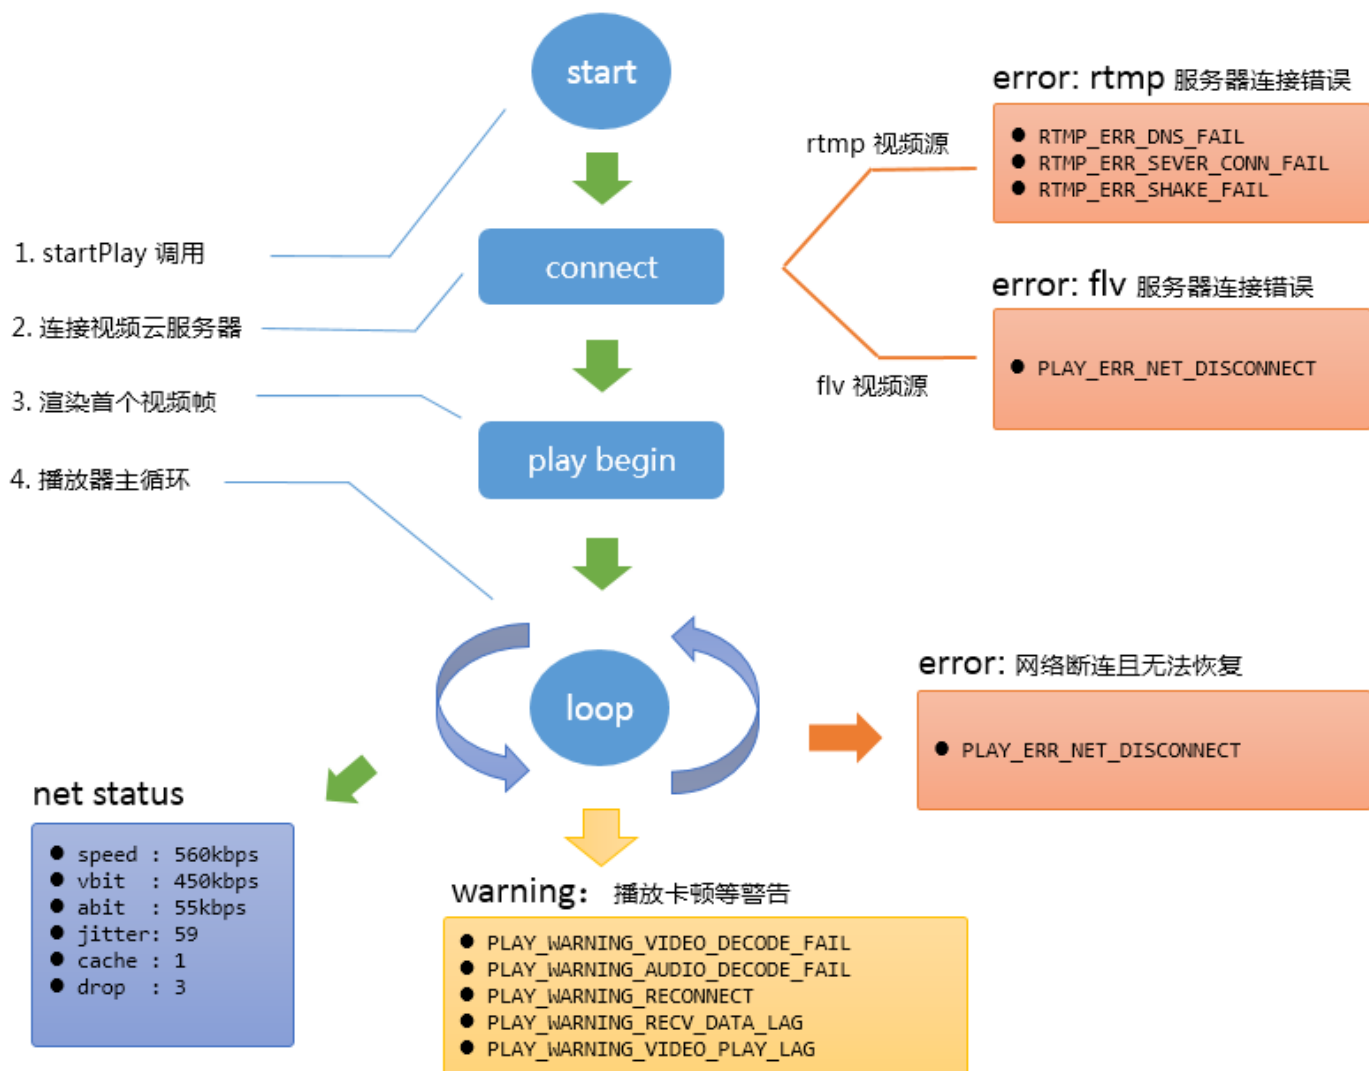 start
error: rtmp 服务器连接错误
● RTMP_ERR_DNS_FAIL
● RTMP_ERR_SEVER_CONN_FAIL
● RTMP_ERR_SHAKE_FAIL
rtmp 视频源
1. startPlay 调用
connect
error: flv 服务器连接错误
● PLAY_ERR_NET_DISCONNECT
2. 连接视频云服务器
flv 视频源
3. 渲染首个视频帧
play begin
4. 播放器主循环
loop
error: 网络断连且无法恢复
● PLAY_ERR_NET_DISCONNECT
net status
● speed : 560kbps
● vbit : 450kbps
● abit : 55kbps
● jitter: 59
● cache : 1
● drop : 3
warning: 播放卡顿等警告
● PLAY_WARNING_VIDEO_DECODE_FAIL
● PLAY_WARNING_AUDIO_DECODE_FAIL
● PLAY_WARNING_RECONNECT
● PLAY_WARNING_RECV_DATA_LAG
● PLAY_WARNING_VIDEO_PLAY_LAG